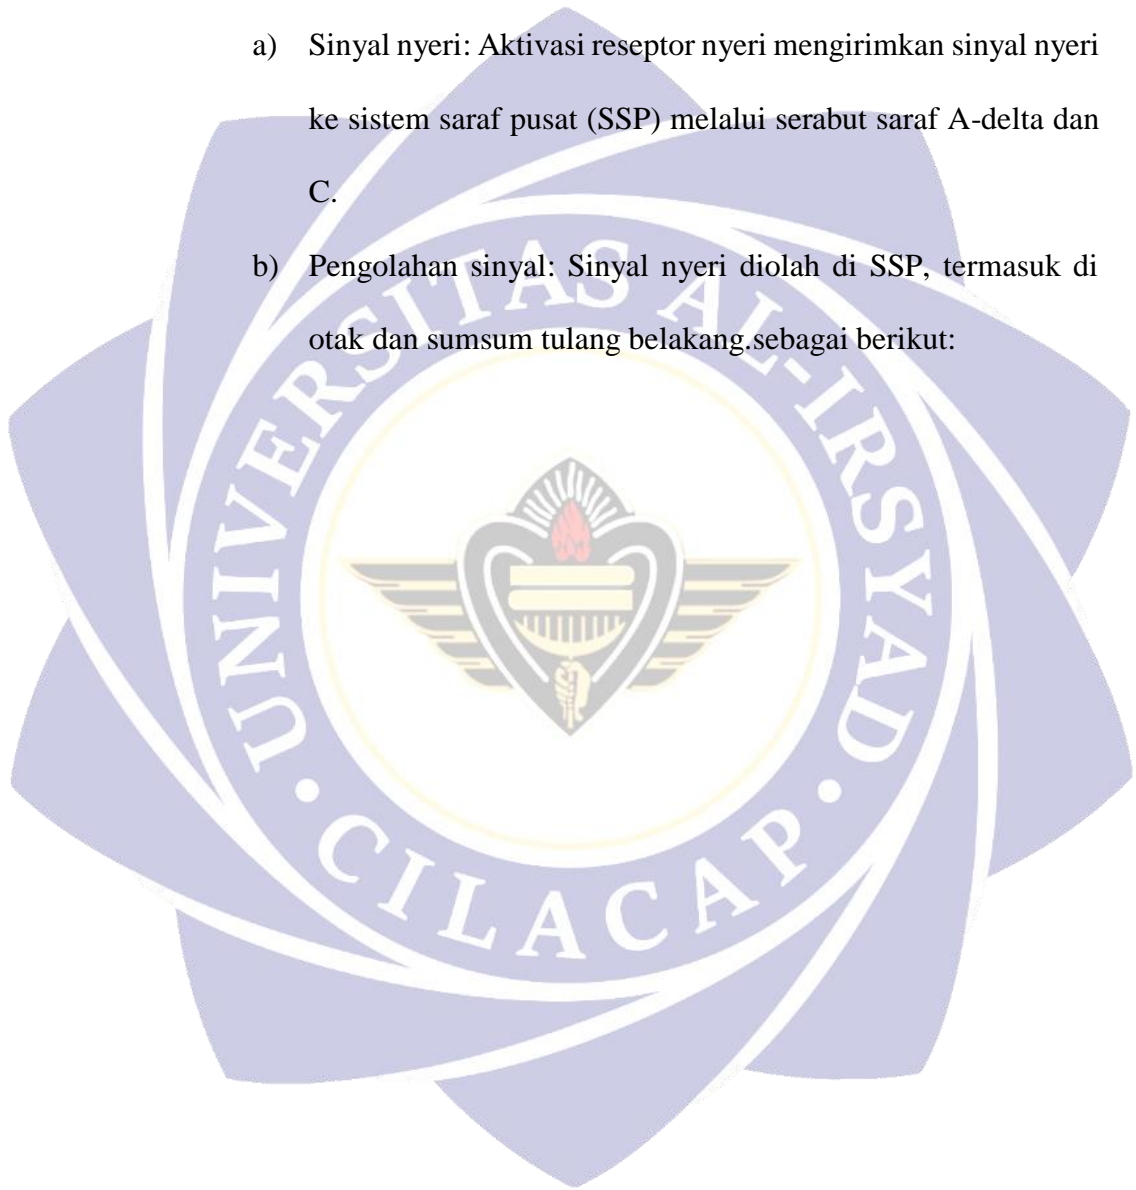 a) Sinyal nyeri: Aktivasi reseptor nyeri mengirimkan sinyal nyeri
ke sistem saraf pusat (SSP) melalui serabut saraf A-delta dan
C.
b) Pengolahan sinyal: Sinyal nyeri diolah di SSP, termasuk di
otak dan sumsum tulang belakang.sebagai berikut:
UNIVERSITAS AL-IRSYAD
• CILACAP •